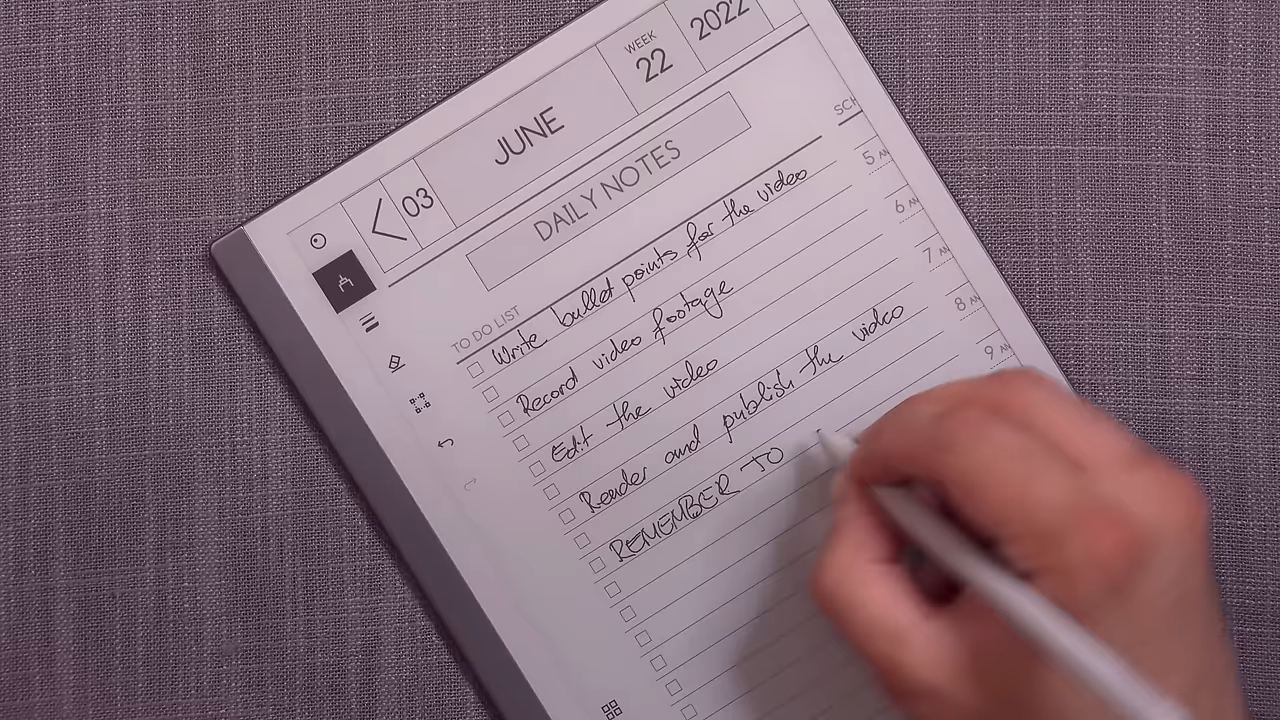 03 JUNE WEEK 22 2022
DAILY NOTES
TO DO LIST
Write bullet points for the video
Record video footage
Edit the video
Render and publish the video
REMEMBER TO
5 AM
6 AM
7 AM
8 AM
9 AM